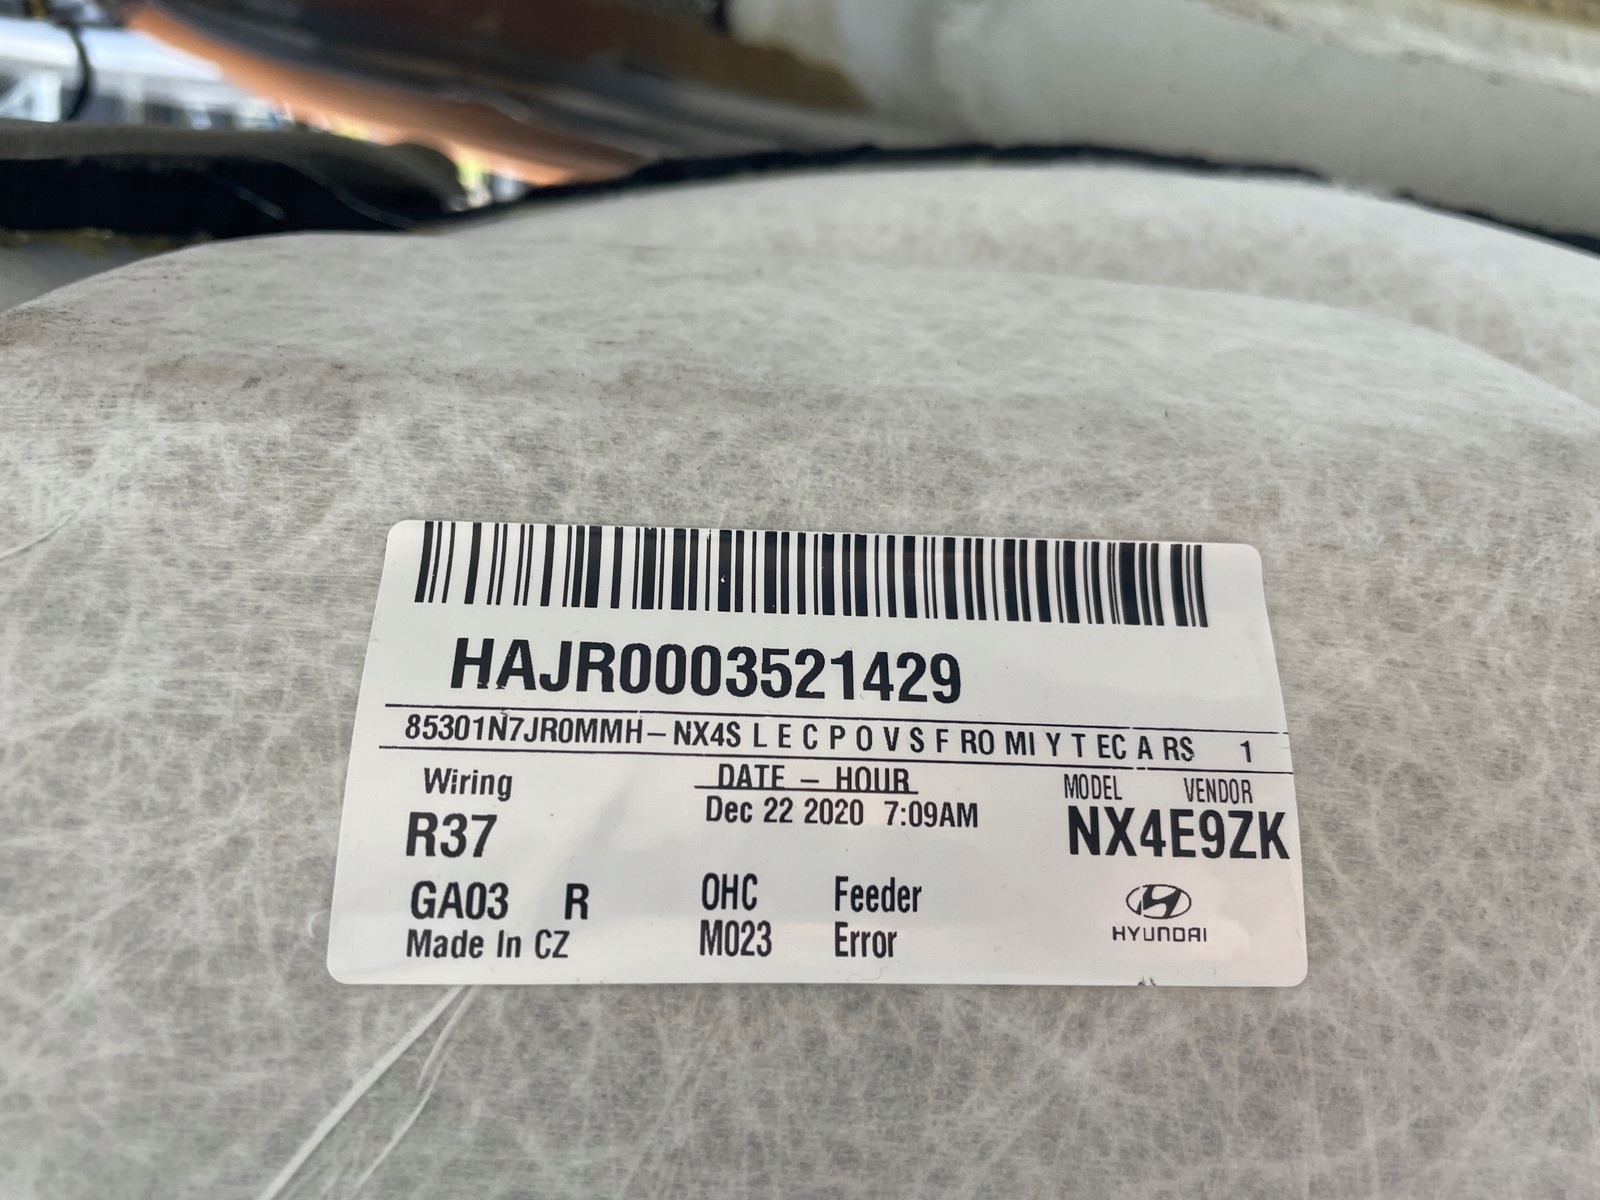 HAJR0003521429
85301N7JR0MMH-NX4S L E C P O V S F RO MI Y T EC A RS 1
Wiring DATE - HOUR MODEL VENDOR
R37 Dec 22 2020 7:09AM NX4E9ZK
GA03 R OHC Feeder
Made In CZ M023 Error HYUNDAI